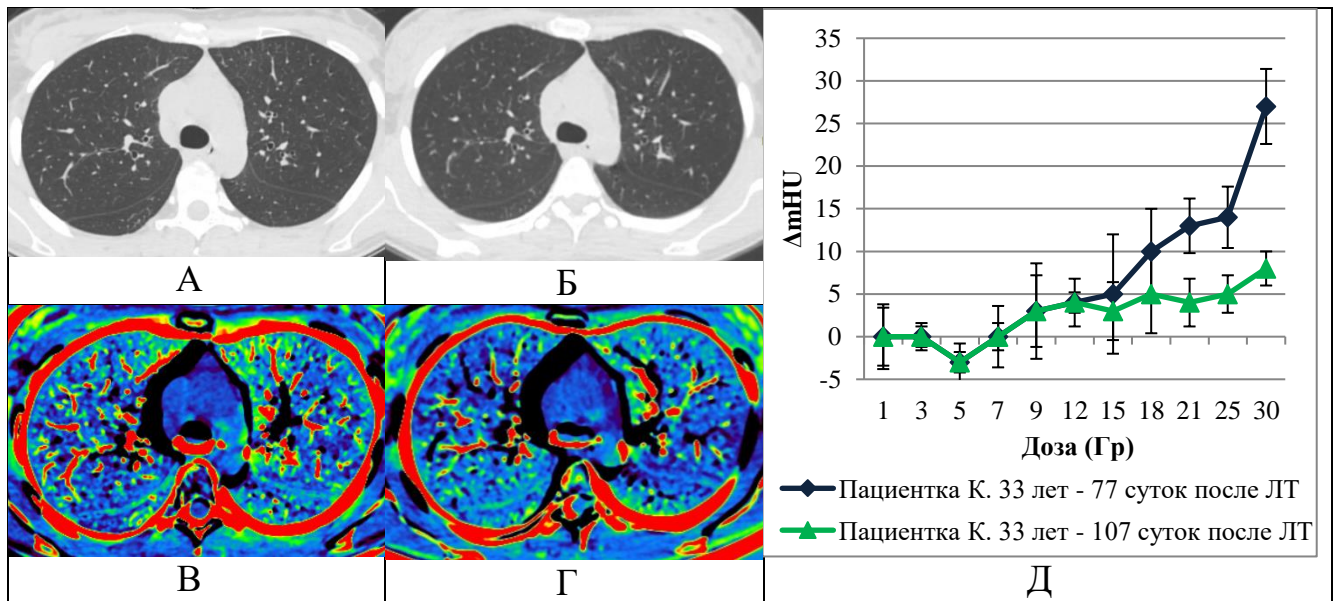 А
Б
В
Г
35
30
25
20
15
10
5
0
-5
ΔmHU
1 3 5 7 9 12 15 18 21 25 30
Доза (Гр)
Пациентка К. 33 лет - 77 суток после ЛТ
Пациентка К. 33 лет - 107 суток после ЛТ
Д